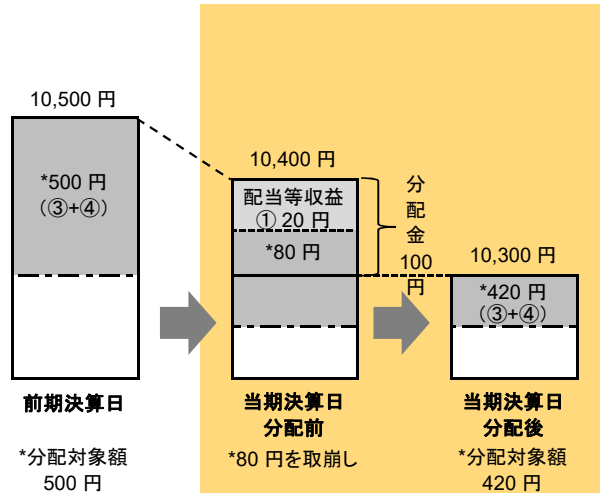 10,500 円
*500 円
（③+④）
前期決算日
*分配対象額
500 円
10,400 円
配当等収益
① 20 円
*80 円
分
配
金
100
円
当期決算日
分配前
*80 円を取崩し
10,300 円
*420 円
（③+④）
当期決算日
分配後
*分配対象額
420 円